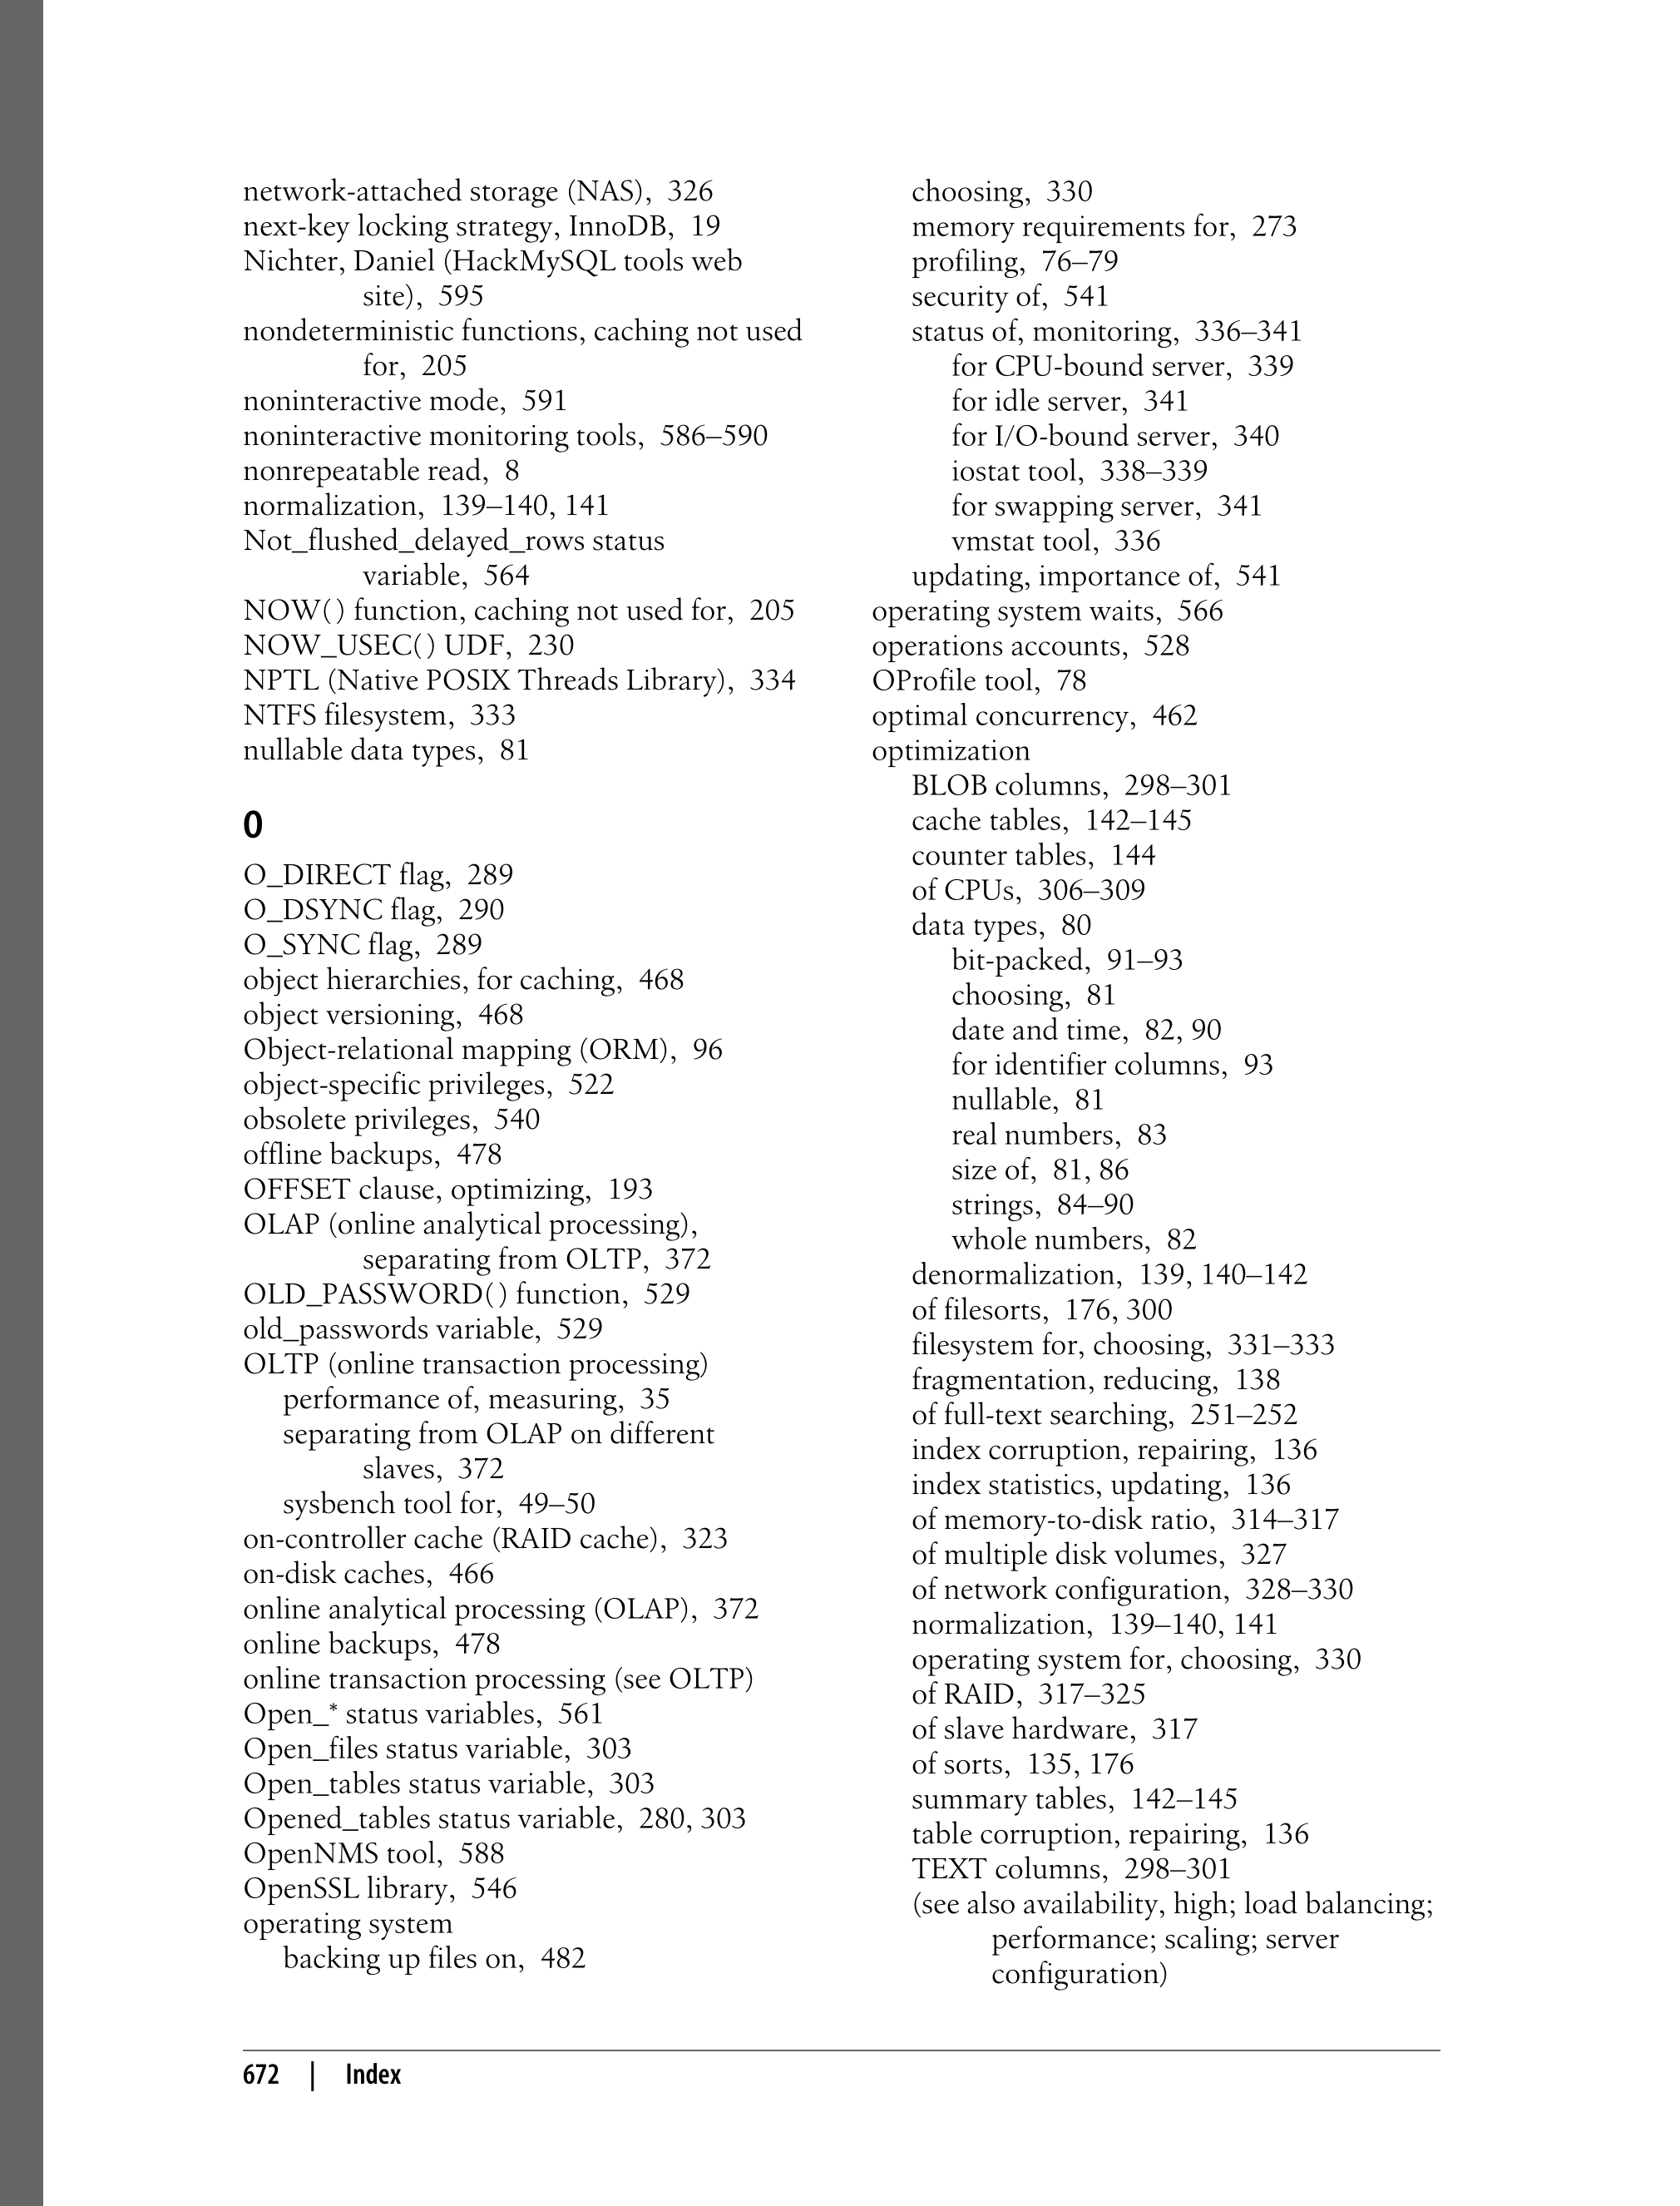 network-attached storage (NAS), 326
next-key locking strategy, InnoDB, 19
Nichter, Daniel (HackMySQL tools web
site), 595
nondeterministic functions, caching not used
for, 205
noninteractive mode, 591
noninteractive monitoring tools, 586–590
nonrepeatable read, 8
normalization, 139–140, 141
Not_flushed_delayed_rows status
variable, 564
NOW() function, caching not used for, 205
NOW_USEC() UDF, 230
NPTL (Native POSIX Threads Library), 334
NTFS filesystem, 333
nullable data types, 81
O
O_DIRECT flag, 289
O_DSYNC flag, 290
O_SYNC flag, 289
object hierarchies, for caching, 468
object versioning, 468
Object-relational mapping (ORM), 96
object-specific privileges, 522
obsolete privileges, 540
offline backups, 478
OFFSET clause, optimizing, 193
OLAP (online analytical processing),
separating from OLTP, 372
OLD_PASSWORD() function, 529
old_passwords variable, 529
OLTP (online transaction processing)
performance of, measuring, 35
separating from OLAP on different
slaves, 372
sysbench tool for, 49–50
on-controller cache (RAID cache), 323
on-disk caches, 466
online analytical processing (OLAP), 372
online backups, 478
online transaction processing (see OLTP)
Open_* status variables, 561
Open_files status variable, 303
Open_tables status variable, 303
Opened_tables status variable, 280, 303
OpenNMS tool, 588
OpenSSL library, 546
operating system
backing up files on, 482
choosing, 330
memory requirements for, 273
profiling, 76–79
security of, 541
status of, monitoring, 336–341
for CPU-bound server, 339
for idle server, 341
for I/O-bound server, 340
iostat tool, 338–339
for swapping server, 341
vmstat tool, 336
updating, importance of, 541
operating system waits, 566
operations accounts, 528
OProfile tool, 78
optimal concurrency, 462
optimization
BLOB columns, 298–301
cache tables, 142–145
counter tables, 144
of CPUs, 306–309
data types, 80
bit-packed, 91–93
choosing, 81
date and time, 82, 90
for identifier columns, 93
nullable, 81
real numbers, 83
size of, 81, 86
strings, 84–90
whole numbers, 82
denormalization, 139, 140–142
of filesorts, 176, 300
filesystem for, choosing, 331–333
fragmentation, reducing, 138
of full-text searching, 251–252
index corruption, repairing, 136
index statistics, updating, 136
of memory-to-disk ratio, 314–317
of multiple disk volumes, 327
of network configuration, 328–330
normalization, 139–140, 141
operating system for, choosing, 330
of RAID, 317–325
of slave hardware, 317
of sorts, 135, 176
summary tables, 142–145
table corruption, repairing, 136
TEXT columns, 298–301
(see also availability, high; load balancing;
performance; scaling; server
configuration)
672 | Index